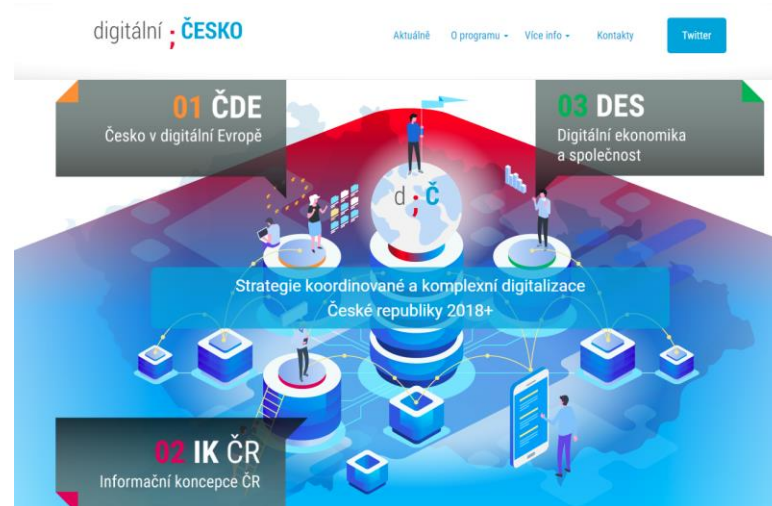 digitální ; ČESKO
Aktuálně O programu Více info Kontakty Twitter
01 ČDE
Česko v digitální Evropě
03 DES
Digitální ekonomika
a společnost
d;Č
Strategie koordinované a komplexní digitalizace
České republiky 2018+
02 IK ČR
Informační koncepce ČR